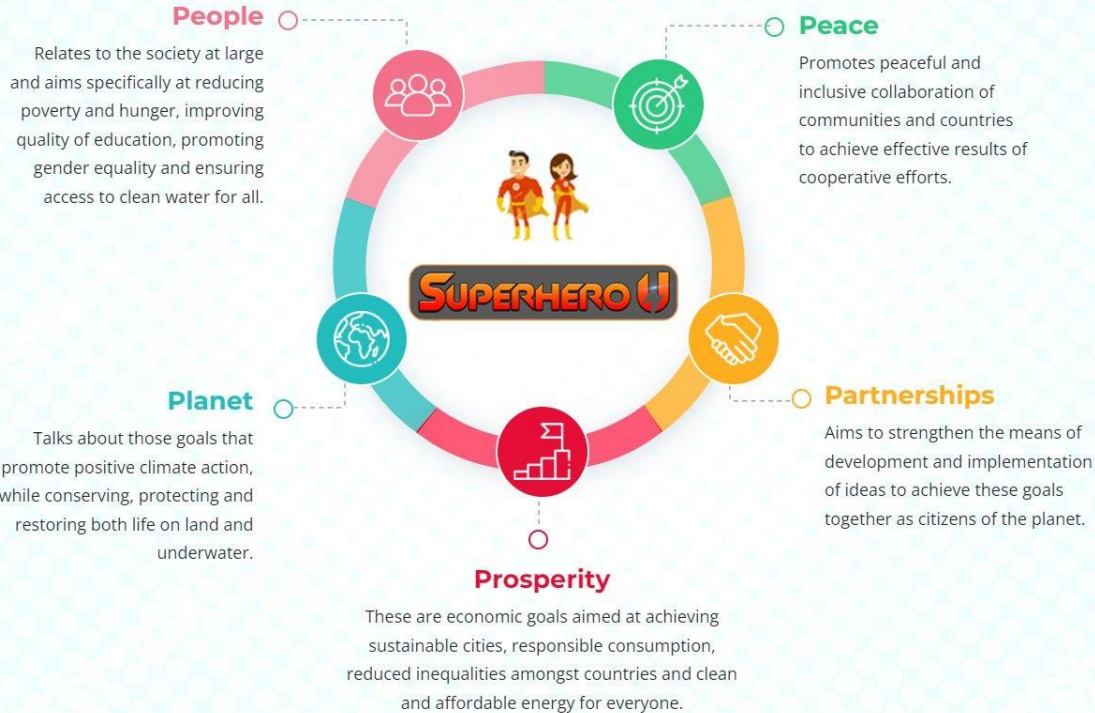 People
Relates to the society at large
and aims specifically at reducing
poverty and hunger, improving
quality of education, promoting
gender equality and ensuring
access to clean water for all.
Peace
Promotes peaceful and
inclusive collaboration of
communities and countries
to achieve effective results of
cooperative efforts.
SUPERHERO U
Planet
Talks about those goals that
promote positive climate action,
while conserving, protecting and
restoring both life on land and
underwater.
Partnerships
Aims to strengthen the means of
development and implementation
of ideas to achieve these goals
together as citizens of the planet.
Prosperity
These are economic goals aimed at achieving
sustainable cities, responsible consumption,
reduced inequalities amongst countries and clean
and affordable energy for everyone.